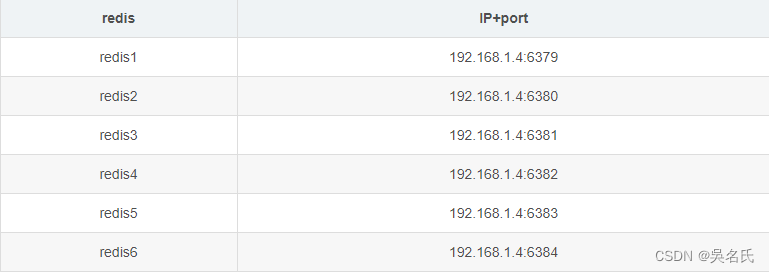 redis IP+port
redis1 192.168.1.4:6379
redis2 192.168.1.4:6380
redis3 192.168.1.4:6381
redis4 192.168.1.4:6382
redis5 192.168.1.4:6383
redis6 192.168.1.4:6384
CSDN @吳名氏